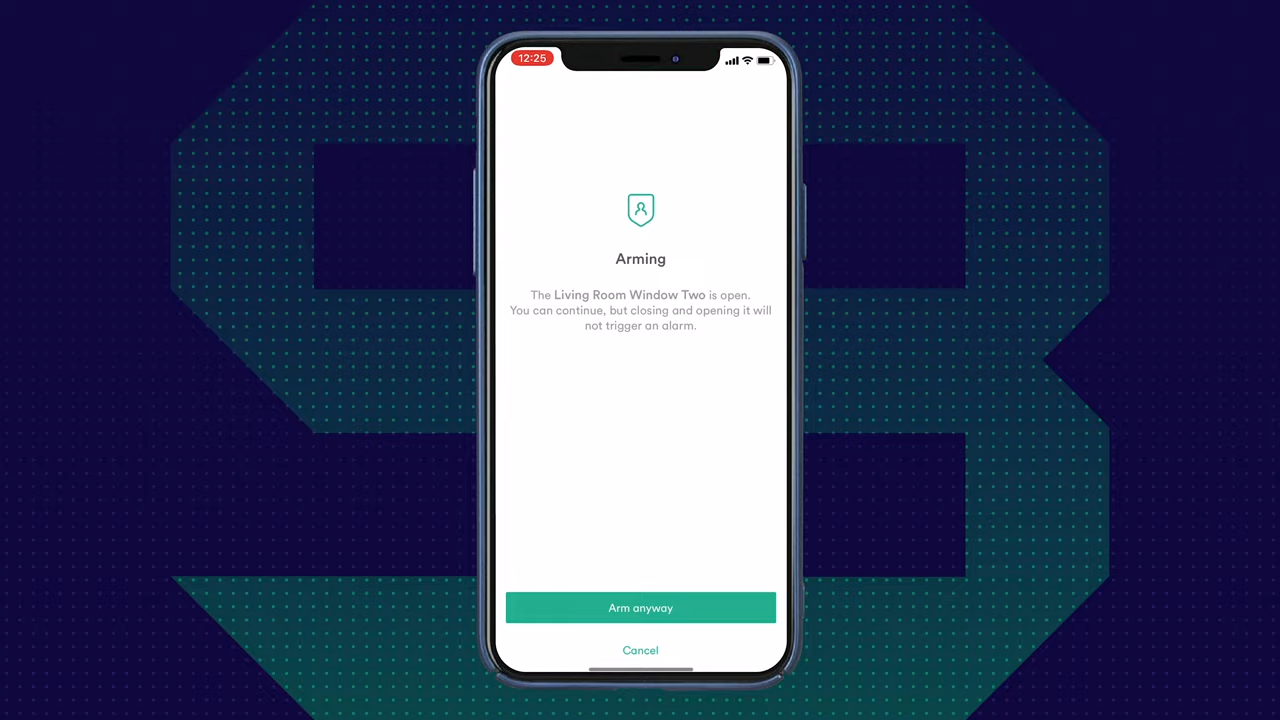 12:25
Arming
The Living Room Window Two is open.
You can continue, but closing and opening it will
not trigger an alarm.
Arm anyway
Cancel